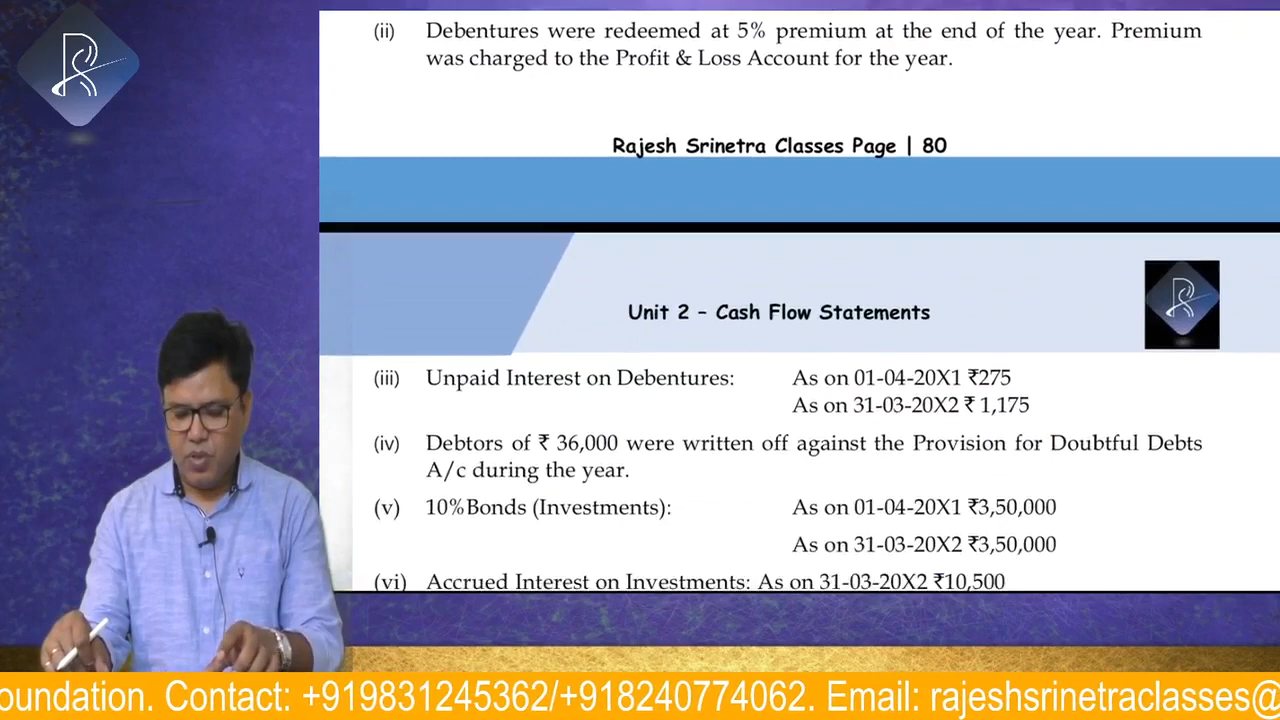 (ii) Debentures were redeemed at 5% premium at the end of the year. Premium
was charged to the Profit & Loss Account for the year.
Rajesh Srinetra Classes Page | 80
Unit 2 – Cash Flow Statements
(iii) Unpaid Interest on Debentures: As on 01-04-20X1 ₹275
As on 31-03-20X2 ₹ 1,175
(iv) Debtors of ₹ 36,000 were written off against the Provision for Doubtful Debts
A/c during the year.
(v) 10%Bonds (Investments): As on 01-04-20X1 ₹3,50,000
As on 31-03-20X2 ₹3,50,000
(vi) Accrued Interest on Investments: As on 31-03-20X2 ₹10,500
oundation. Contact: +919831245362/+918240774062. Email: rajeshsrinetraclasses@